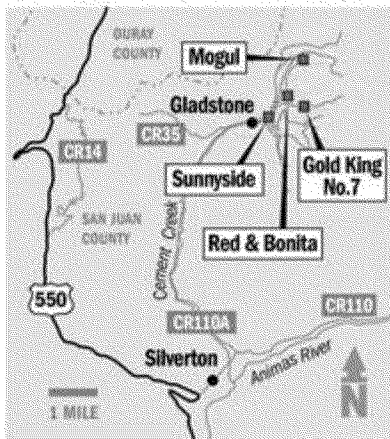 OURAY
COUNTY
Mogul
Gladstone
CR35
CR14
Sunnyside
Gold King
No.7
SAN JUAN
COUNTY
Red & Bonita
Cement Creek
550
CR110
CR110A
Silverton
Animas River
1 MILE
N